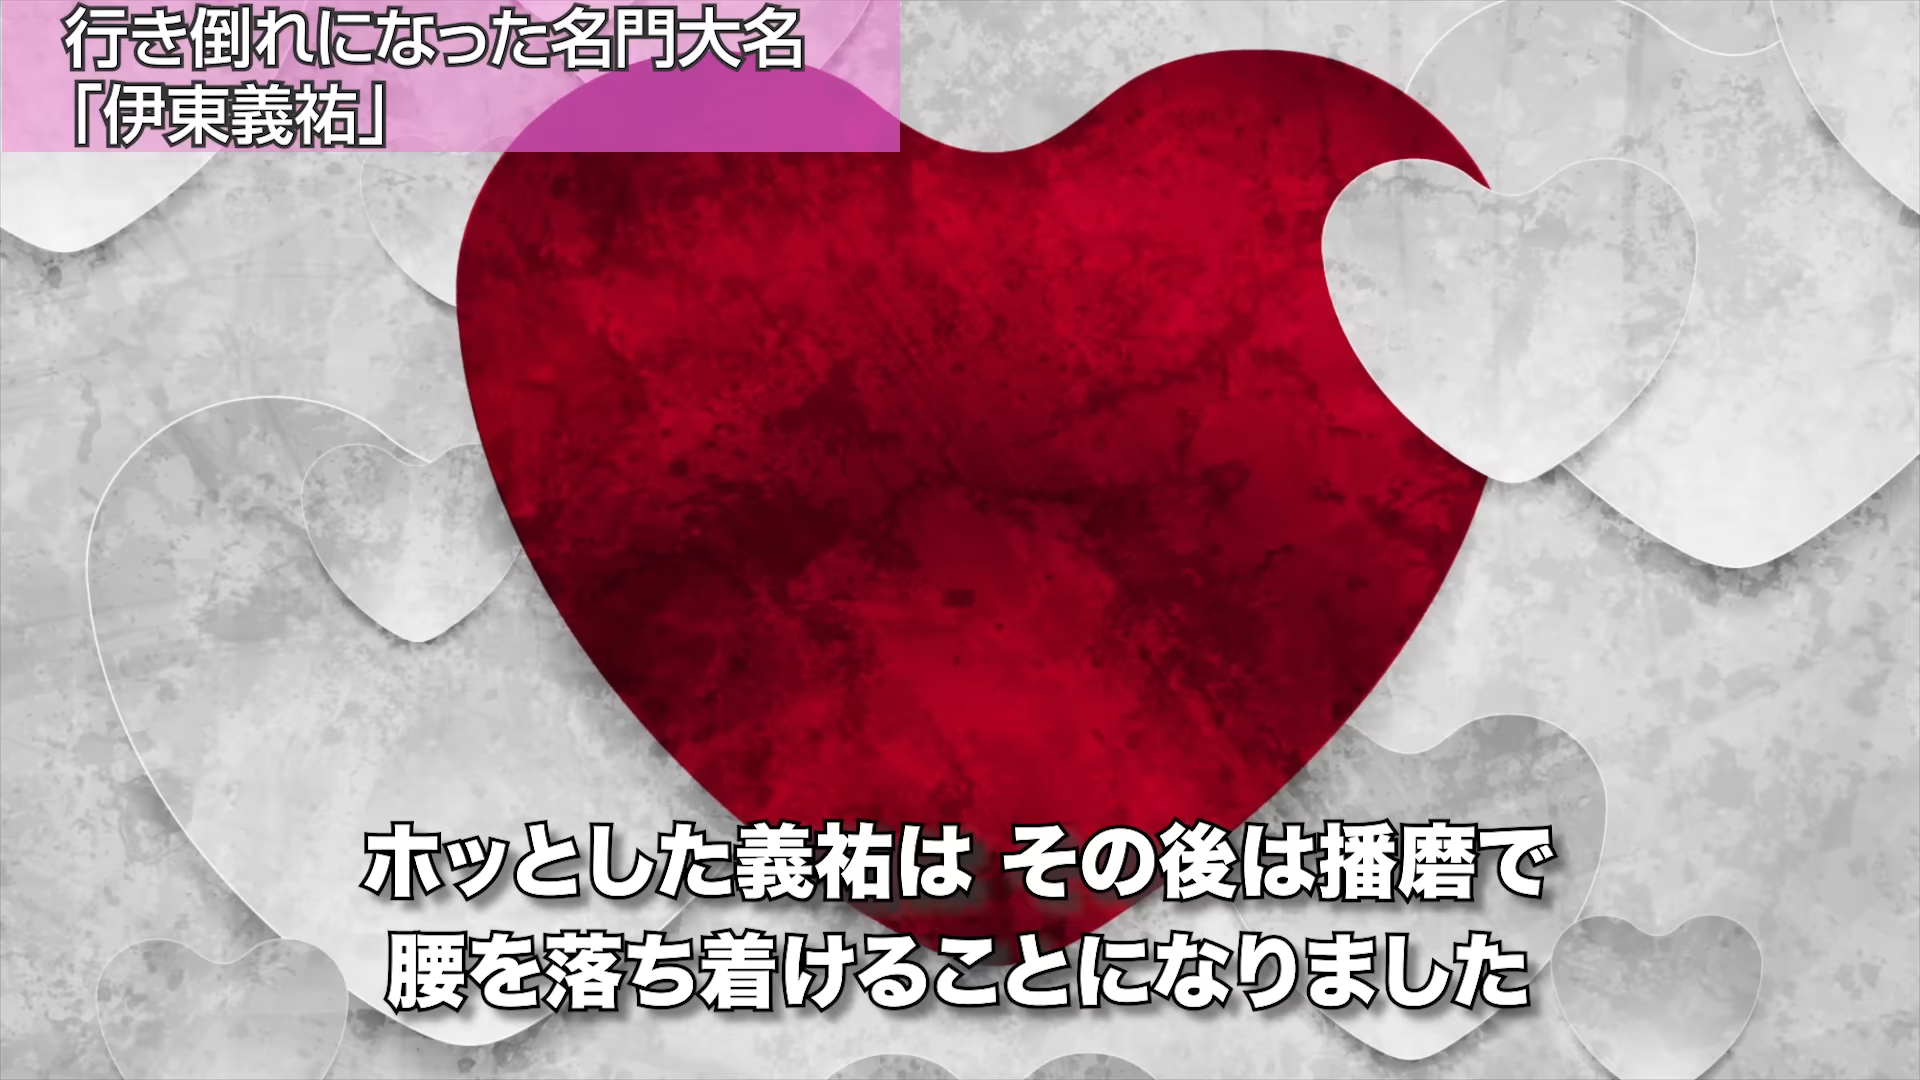 行き倒れになった名門大名
「伊東義祐」
ホッとした義祐は その後は播磨で
腰を落ち着けることになりました